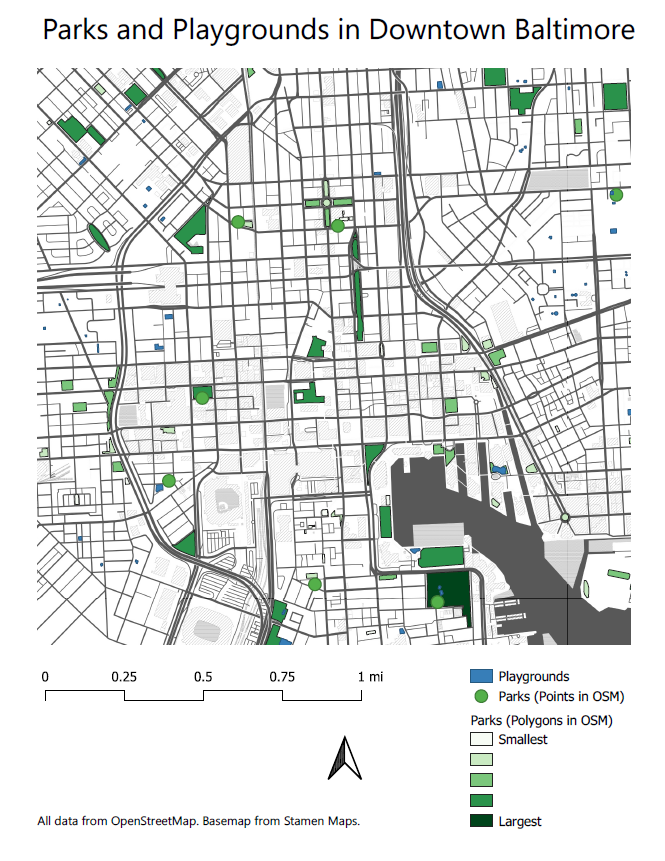 Parks and Playgrounds in Downtown Baltimore
0 0.25 0.5 0.75 1 mi
Playgrounds
Parks (Points in OSM)
Parks (Polygons in OSM)
Smallest
Largest
All data from OpenStreetMap. Basemap from Stamen Maps.